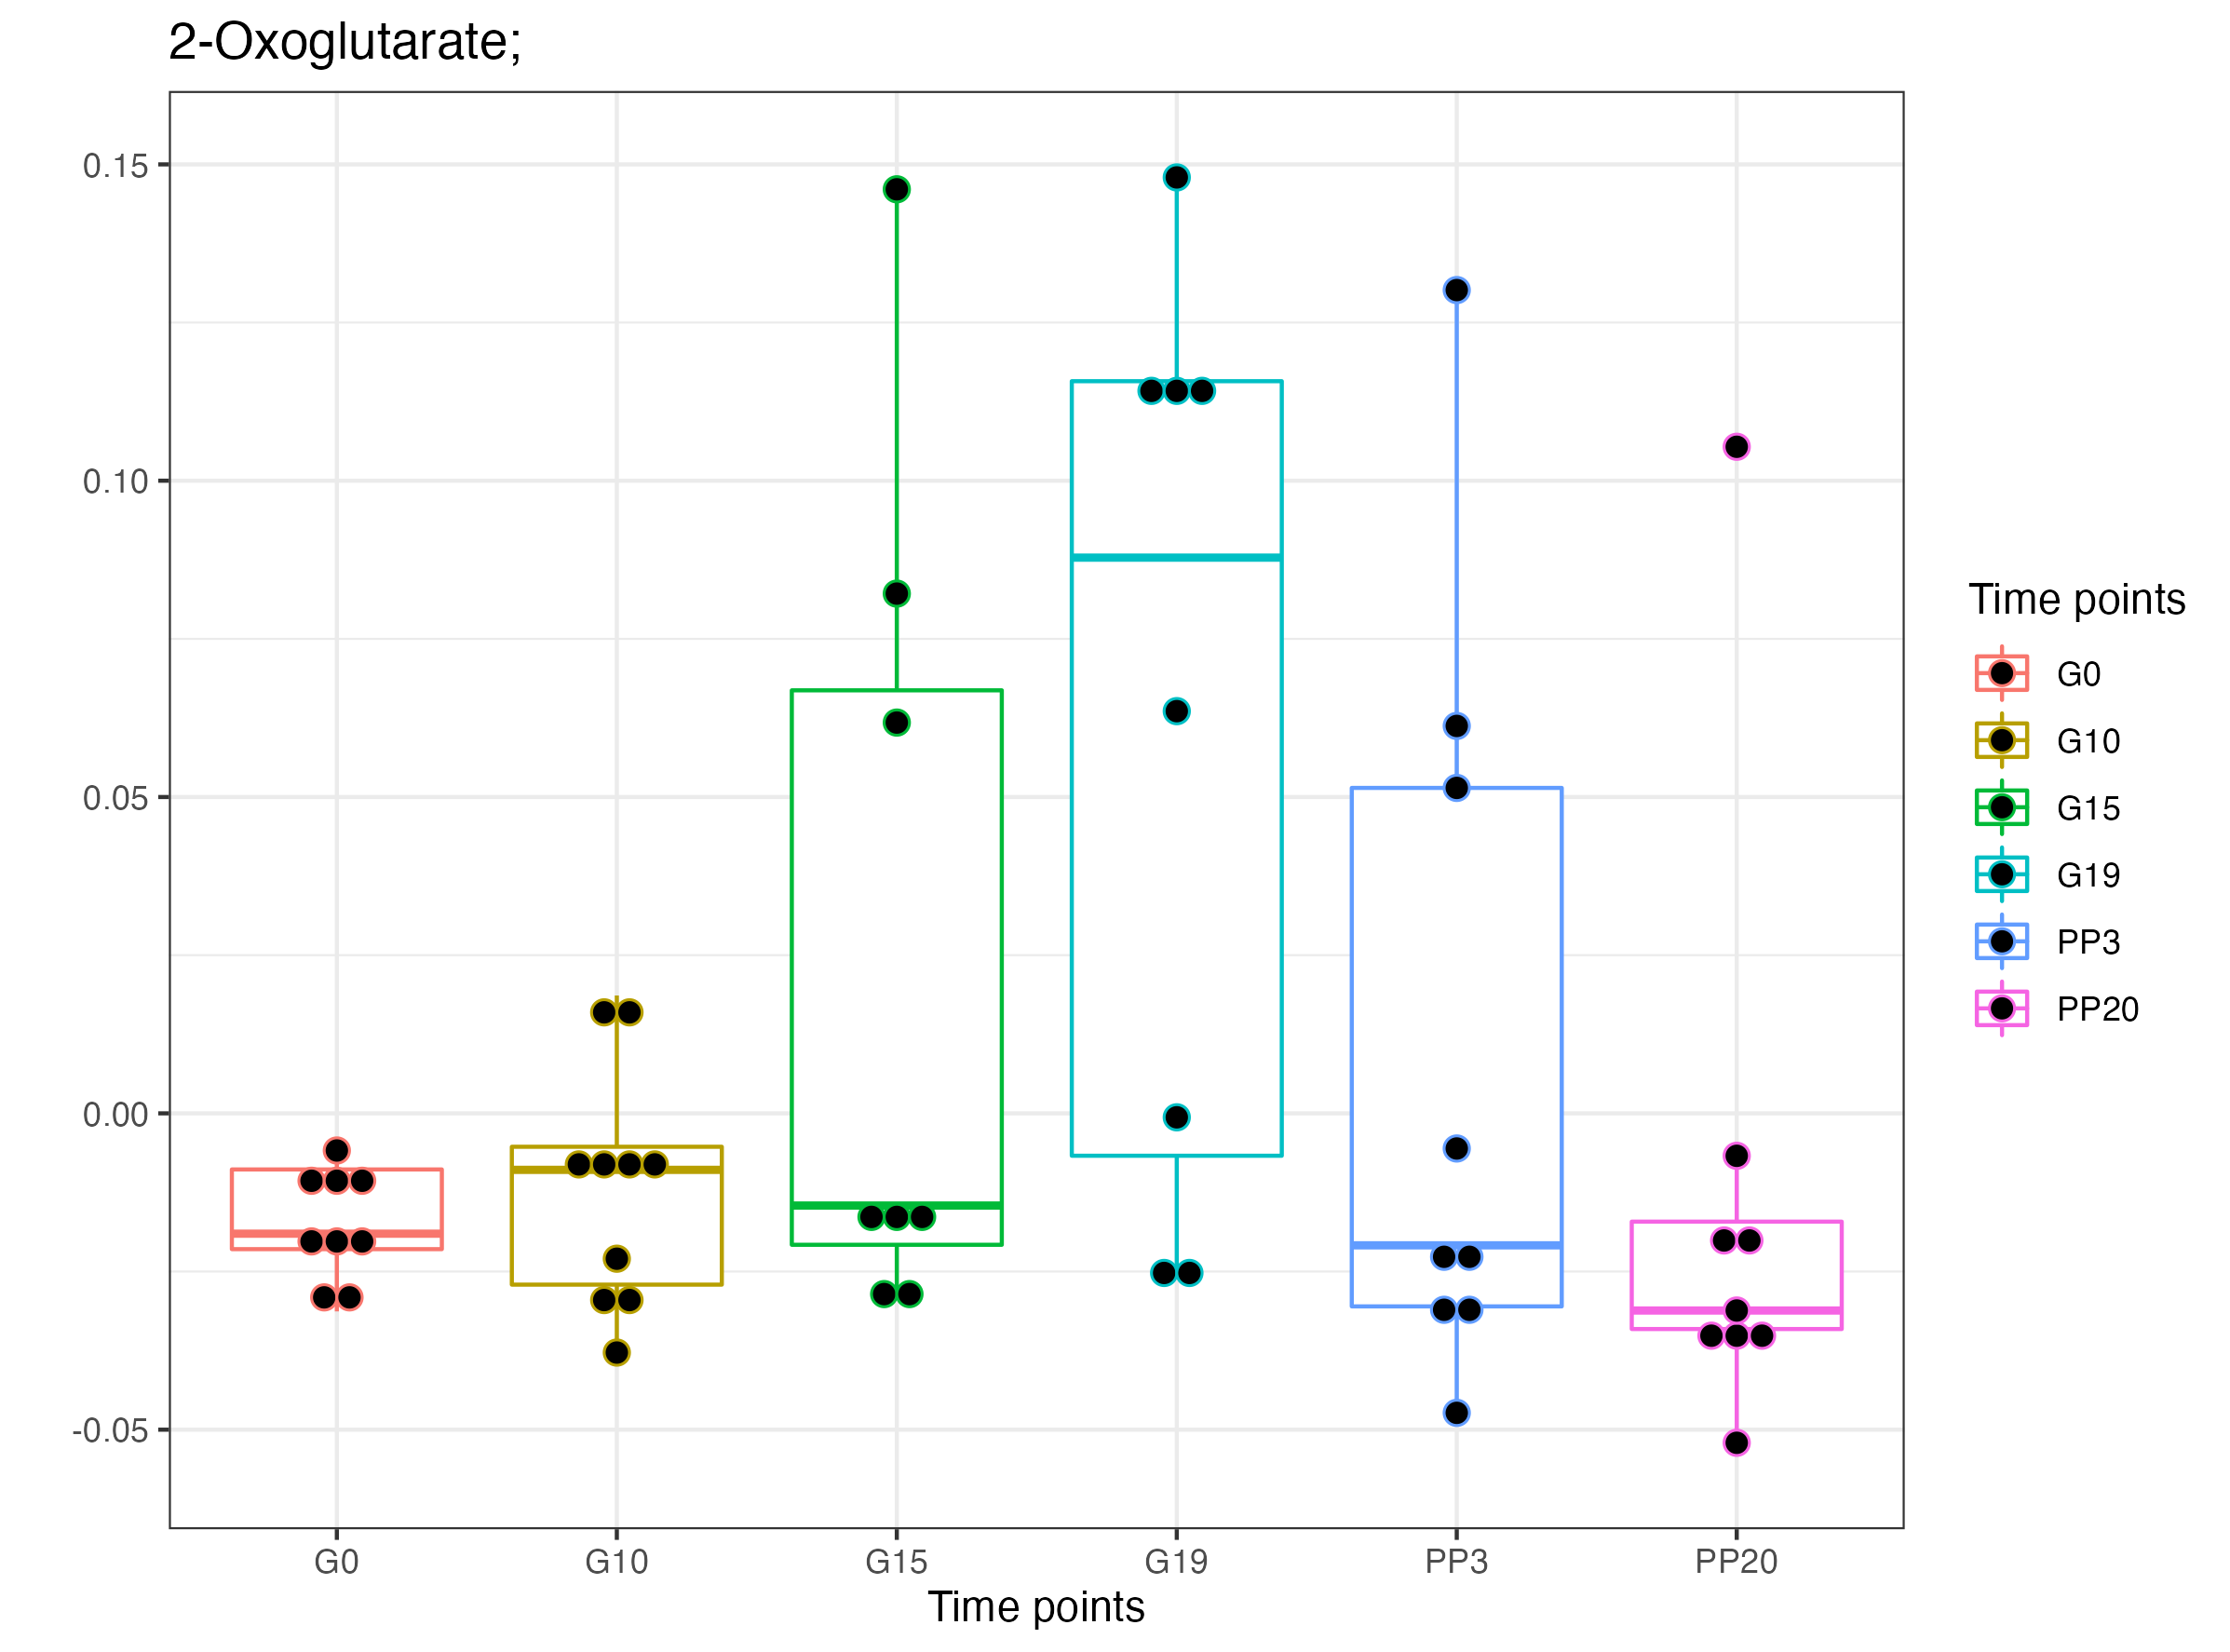 2-Oxoglutarate;
0.15
0.10
0.05
0.00
-0.05
G0 G10 G15 G19 PP3 PP20
Time points
Time points
G0
G10
G15
G19
PP3
PP20